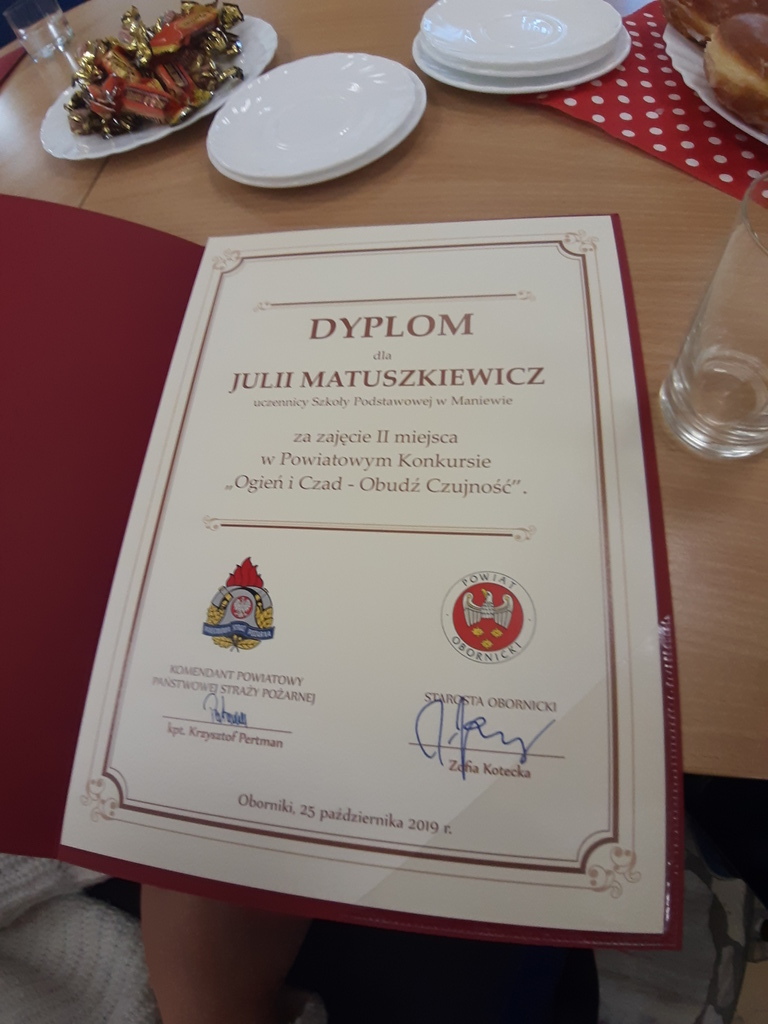 DYPLOM
dla
JULII MATUSZKIEWICZ
uczennicy Szkoły Podstawowej w Maniewie
za zajęcie II miejsca
w Powiatowym Konkursie
„Ogień i Czad - Obudź Czujność”.
POWIAT
OBORNICKI
KOMENDANT POWIATOWY
PAŃSTWOWEJ STRAŻY POŻARNEJ
kpt. Krzysztof Pertman
STAROSTA OBORNICKI
Zofia Kotecka
Oborniki, 25 października 2019 r.